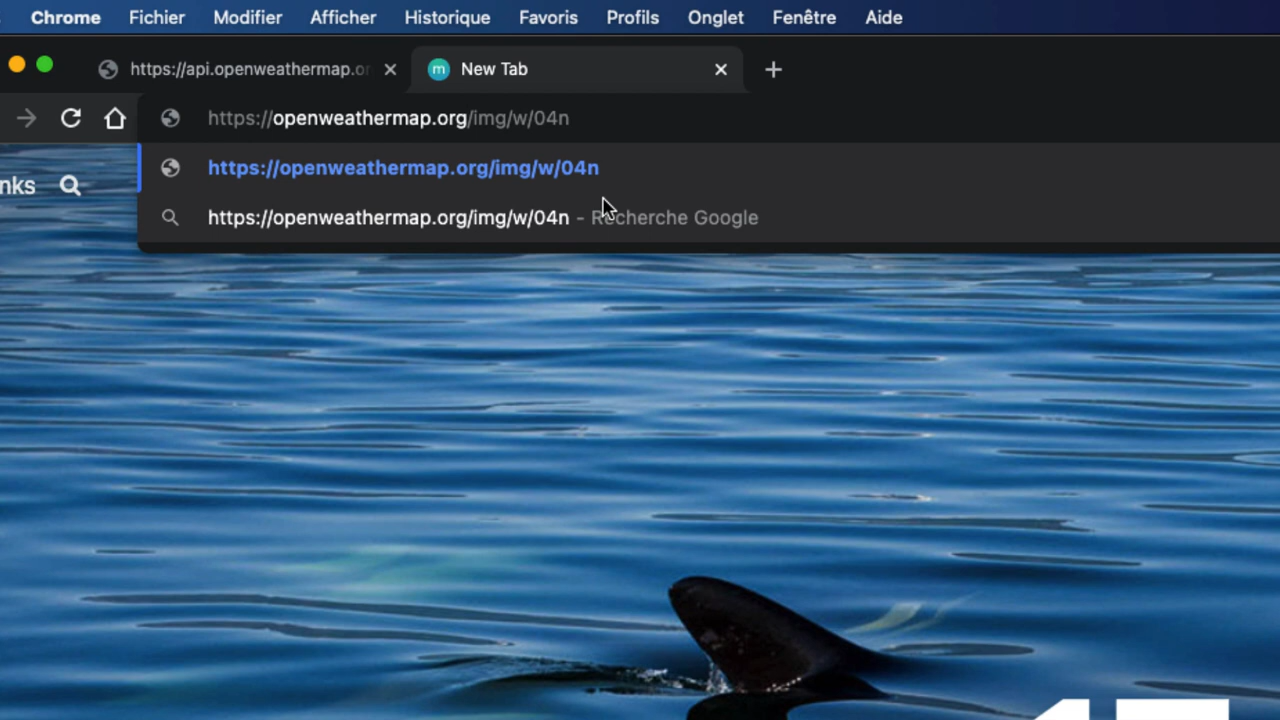 Chrome Fichier Modifier Afficher Historique Favoris Profils Onglet Fenêtre Aide
https://api.openweathermap.or m New Tab
https://openweathermap.org/img/w/04n
https://openweathermap.org/img/w/04n
nks
https://openweathermap.org/img/w/04n - Recherche Google